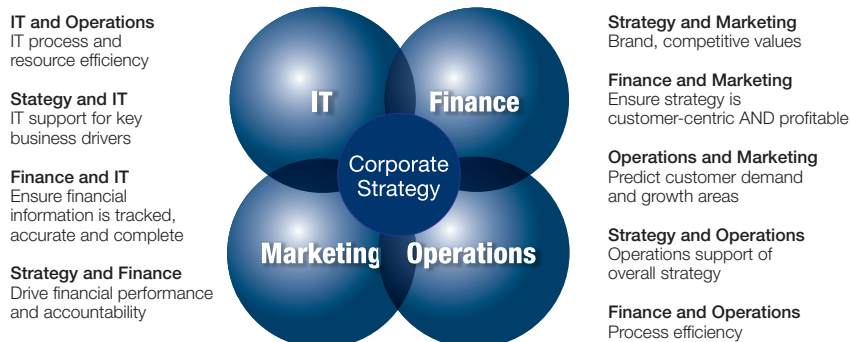 IT and Operations
IT process and
resource efficiency
Stategy and IT
IT support for key
business drivers
Finance and IT
Ensure financial
information is tracked,
accurate and complete
Strategy and Finance
Drive financial performance
and accountability
IT
Finance
Corporate
Strategy
Marketing
Operations
Strategy and Marketing
Brand, competitive values
Finance and Marketing
Ensure strategy is
customer-centric AND profitable
Operations and Marketing
Predict customer demand
and growth areas
Strategy and Operations
Operations support of
overall strategy
Finance and Operations
Process efficiency